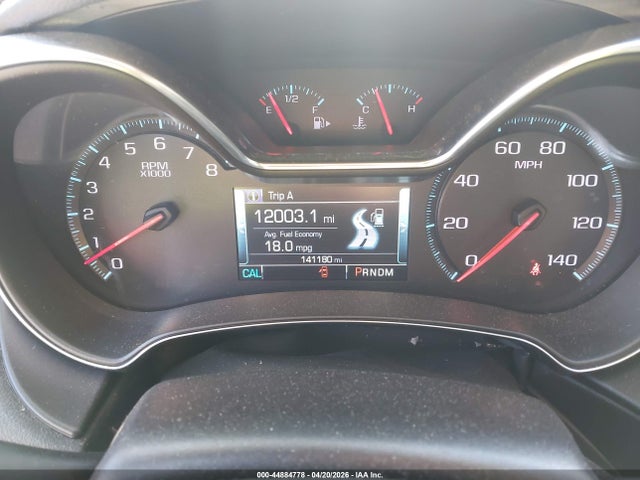 1/2
E F
C H
0 1 2 3 4 5 6 7 8
RPM
X1000
0 20 40 60 80 100 120 140
MPH
Trip A
12003.1 mi
Avg. Fuel Economy
18.0 mpg
141180 mi
CAL PRNDM
000-44884778 - 04/20/2026 - IAA Inc.